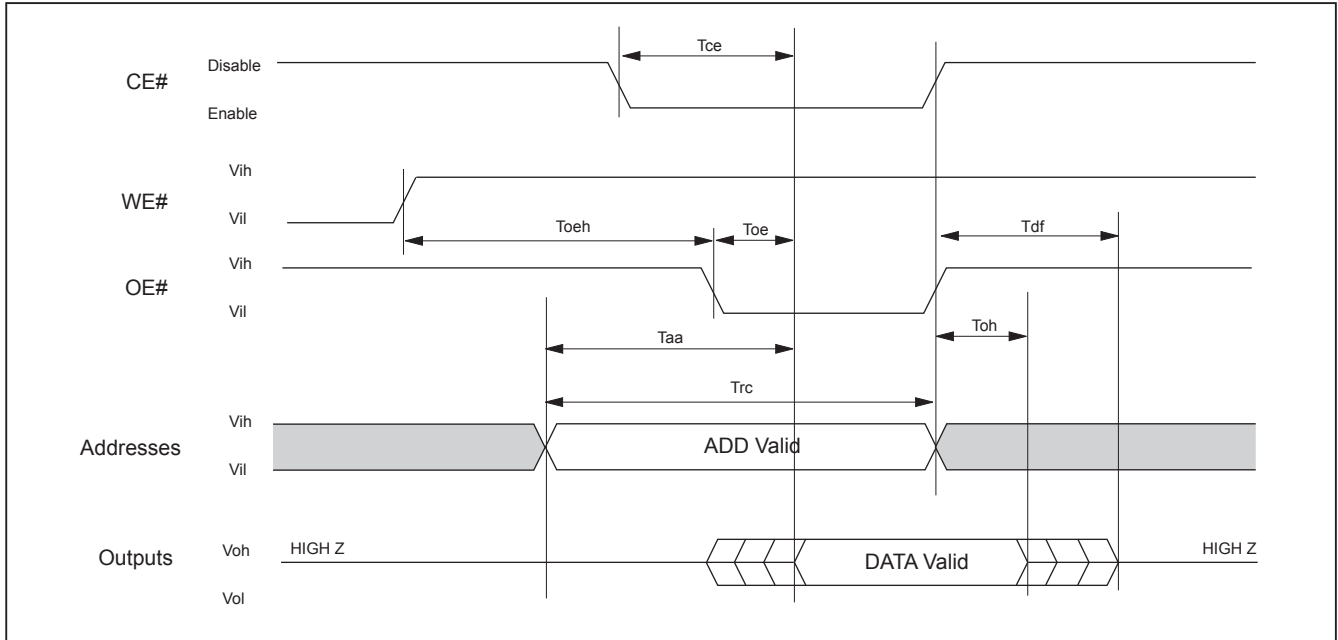 Tce
Disable
CE#
Enable
Vih
WE#
Vil
Toeh
Toe
Tdf
Vih
OE#
Vil
Toh
Taa
Trc
Vih
Addresses
ADD Valid
Vil
Voh
HIGH Z
HIGH Z
Outputs
DATA Valid
Vol